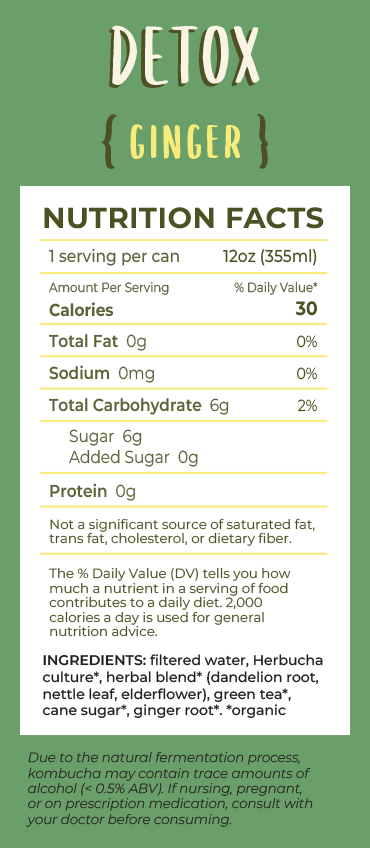 DETOX
{ GINGER }
NUTRITION FACTS
1 serving per can 12oz (355ml)
Amount Per Serving % Daily Value*
Calories 30
Total Fat 0g 0%
Sodium 0mg 0%
Total Carbohydrate 6g 2%
Sugar 6g
Added Sugar 0g
Protein 0g
Not a significant source of saturated fat,
trans fat, cholesterol, or dietary fiber.
The % Daily Value (DV) tells you how
much a nutrient in a serving of food
contributes to a daily diet. 2,000
calories a day is used for general
nutrition advice.
INGREDIENTS: filtered water, Herbucha
culture*, herbal blend* (dandelion root,
nettle leaf, elderflower), green tea*,
cane sugar*, ginger root*. *organic
Due to the natural fermentation process,
kombucha may contain trace amounts of
alcohol (< 0.5% ABV). If nursing, pregnant,
or on prescription medication, consult with
your doctor before consuming.